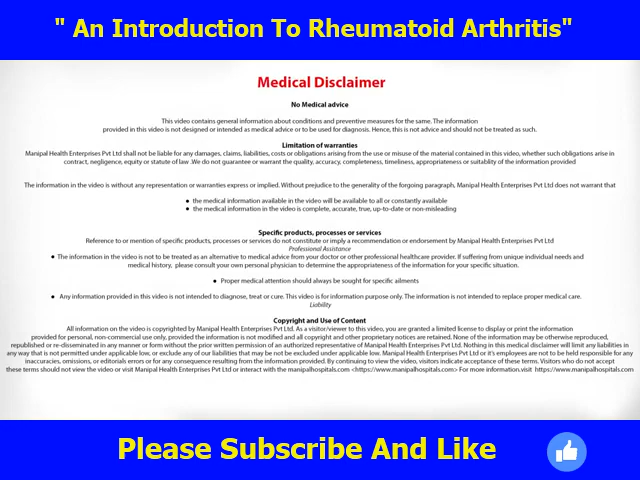 " An Introduction To Rheumatoid Arthritis"
Medical Disclaimer
No Medical advice
This video contains general information about conditions and preventive measures for the same. The information
provided in this video is not designed or intended as medical advice or to be used for diagnosis. Hence, this is not advice and should not be treated as such.
Limitation of warranties
Manipal Health Enterprises Pvt Ltd shall not be liable for any damages, claims, liabilities, costs or obligations arising from the use or misuse of the material contained in this video, whether such obligations arise in
contract, negligence, equity or statute of law .We do not guarantee or warrant the quality, accuracy, completeness, timeliness, appropriateness or suitablity of the information provided
The information in the video is without any representation or warranties express or implied. Without prejudice to the generality of the forgoing paragraph, Manipal Health Enterprises Pvt Ltd does not warrant that
● the medical information available in the video will be available to all or constantly available
● the medical information in the video is complete, accurate, true, up-to-date or non-misleading
Specific products, processes or services
Reference to or mention of specific products, processes or services do not constitute or imply a recommendation or endorsement by Manipal Health Enterprises Pvt Ltd
Professional Assistance
● The information in the video is not to be treated as an alternative to medical advice from your doctor or other professional healthcare provider. If suffering from unique individual needs and
medical history, please consult your own personal physician to determine the appropriateness of the information for your specific situation.
● Proper medical attention should always be sought for specific ailments
● Any information provided in this video is not intended to diagnose, treat or cure. This video is for information purpose only. The information is not intended to replace proper medical care.
Liability
Copyright and Use of Content
All information on the video is copyrighted by Manipal Health Enterprises Pvt Ltd. As a visitor/viewer to this video, you are granted a limited license to display or print the information
provided for personal, non-commercial use only, provided the information is not modified and all copyright and other proprietary notices are retained. None of the information may be otherwise reproduced,
republished or re-disseminated in any manner or form without the prior written permission of an authorized representative of Manipal Health Enterprises Pvt Ltd. Nothing in this medical disclaimer will limit any liabilities in
any way that is not permitted under applicable law, or exclude any of our liabilities that may not be excluded under applicable law. Manipal Health Enterprises Pvt Ltd or it's employees are not to be held responsible for any
inaccuracies, omissions, or editorials errors or for any consequence resulting from the information provided. By continuing to view the video, visitors indicate acceptance of these terms. Visitors who do not accept
these terms should not view the video or visit Manipal Health Enterprises Pvt Ltd or interact with the manipalhospitals.com <https://www.manipalhospitals.com> For more information.visit https://www.manipalhospitals.com
Please Subscribe And Like